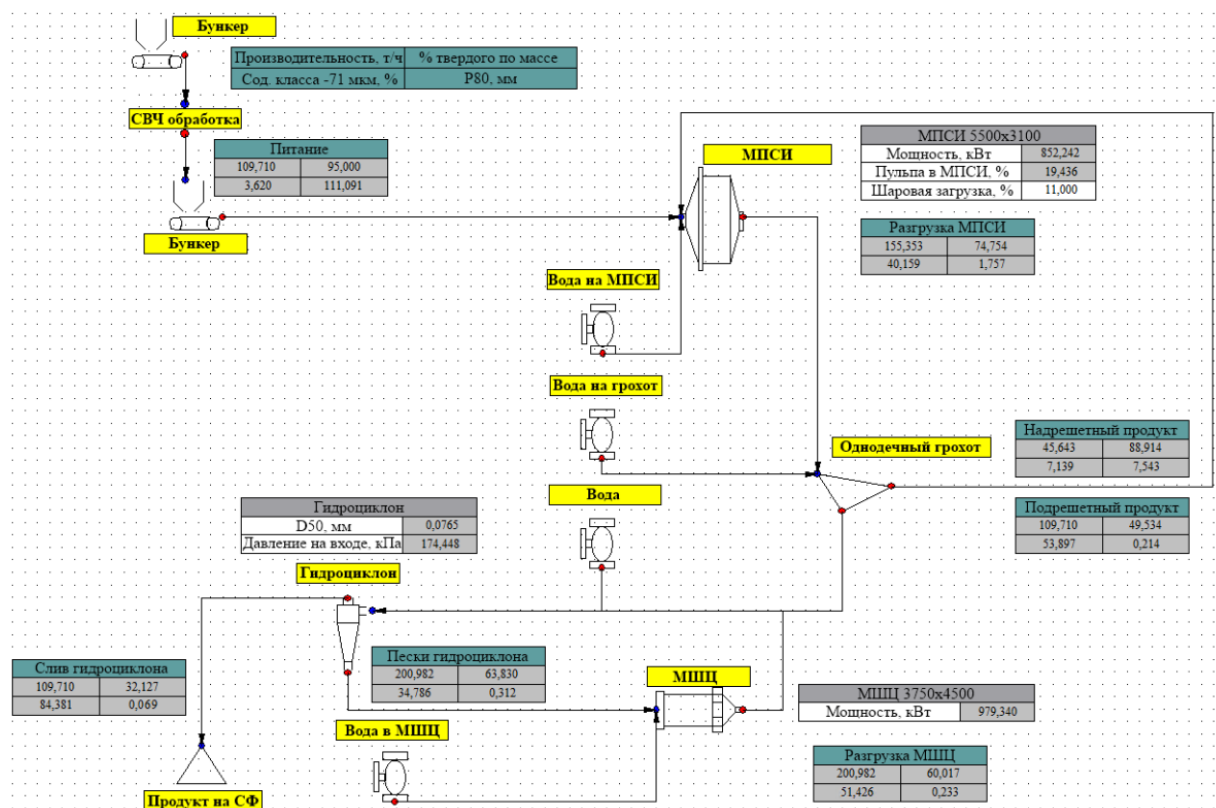 Бункер
Производительность, т/ч % твердого по массе
Сод. класса -71 мкм, % P80, мм
СВЧ обработка
Питание
109,710 95,000
3,620 111,091
Бункер
МПСИ
МПСИ 5500х3100
Мощность, кВт 852,242
Пульпа в МПСИ, % 19,436
Шаровая загрузка, % 11,000
Разгрузка МПСИ
155,353 74,754
40,159 1,757
Вода на МПСИ
Вода на грохот
Однодечный грохот
Надрешетный продукт
45,643 88,914
7,139 7,543
Вода
Гидроциклон
D50, мм 0,0765
Давление на входе, кПа 174,448
Подрешетный продукт
109,710 49,534
53,897 0,214
Гидроциклон
Слив гидроциклона
109,710 32,127
84,381 0,069
Пески гидроциклона
200,982 63,830
34,786 0,312
МШЦ
МШЦ 3750х4500
Мощность, кВт 979,340
Вода в МШЦ
Разгрузка МШЦ
200,982 60,017
51,426 0,233
Продукт на СФ